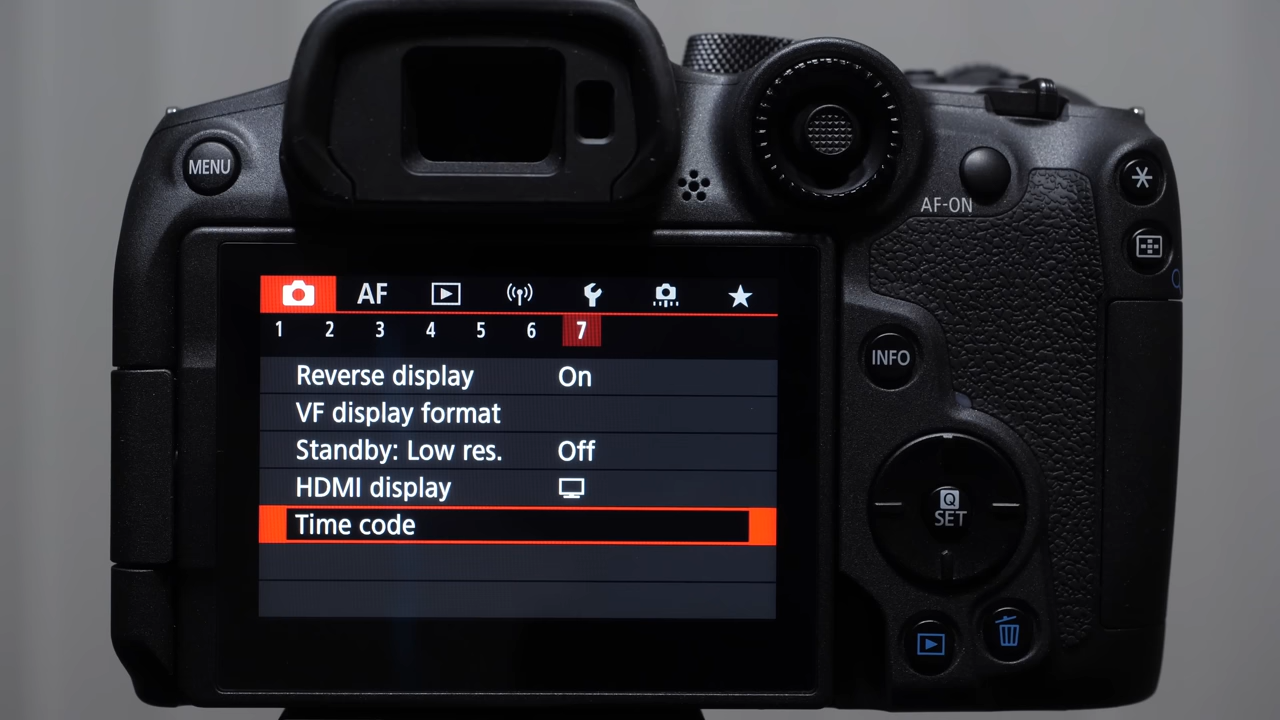 MENU
AF-ON
AF
1 2 3 4 5 6 7
Reverse display On
VF display format
Standby: Low res. Off
HDMI display
Time code
INFO
Q
SET